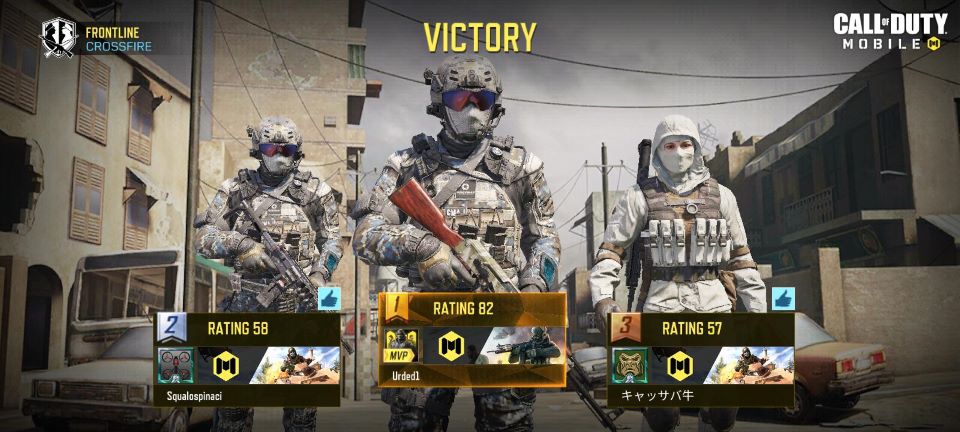 FRONTLINE
CROSSFIRE
VICTORY
CALL OF DUTY
MOBILE
2 RATING 58
Squalospinaci
1 RATING 82
MVP
Urded1
3 RATING 57
キャッサバ牛